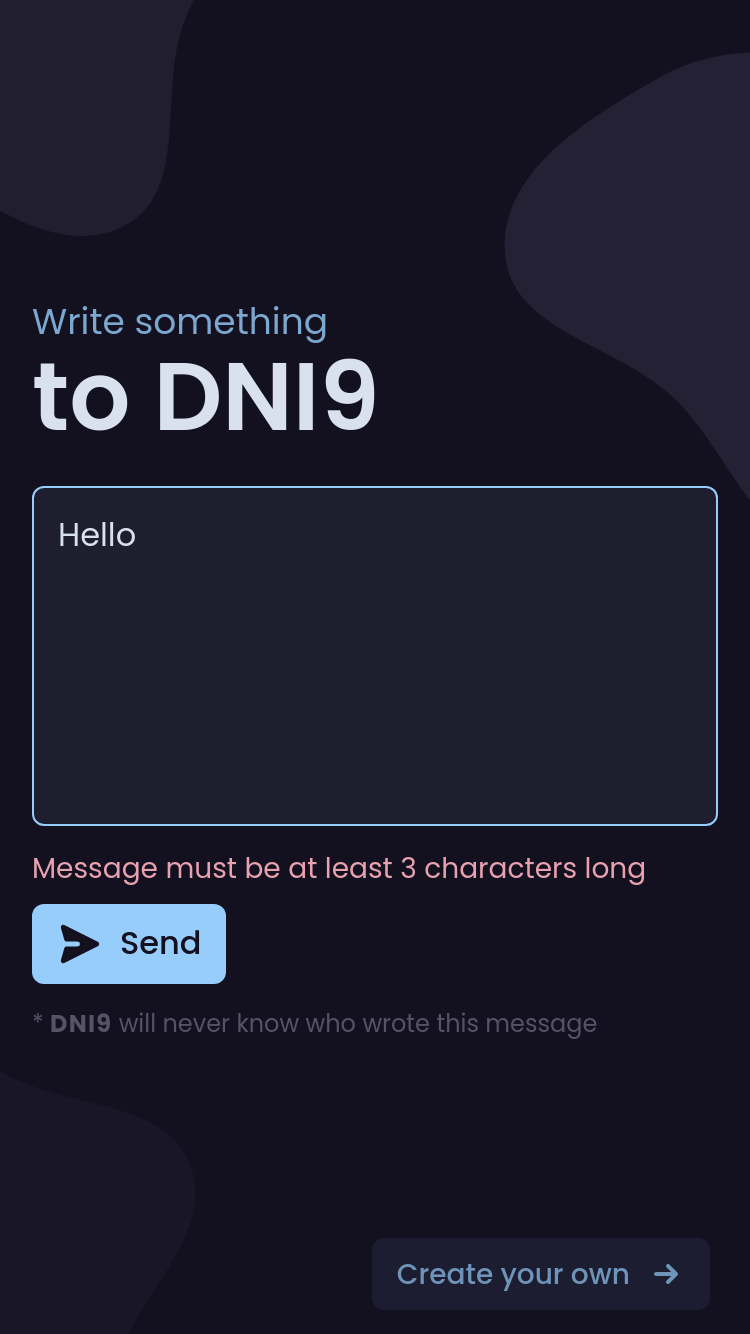 Write something
to DNI9
Hello
Message must be at least 3 characters long
Send
* DNI9 will never know who wrote this message
Create your own